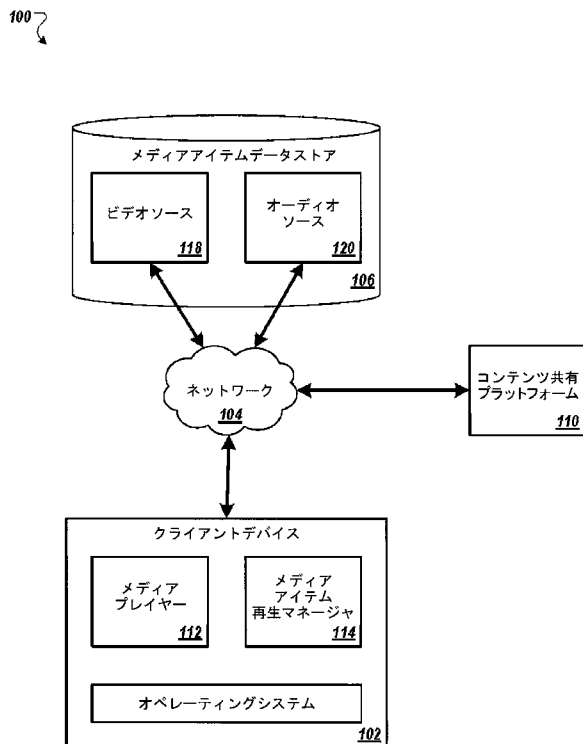 100
メディアアイテムデータストア
ビデオソース
118
オーディオ
ソース
120
106
ネットワーク
104
コンテンツ共有
プラットフォーム
110
クライアントデバイス
メディア
プレイヤー
112
メディア
アイテム
再生マネージャ
114
オペレーティングシステム
102